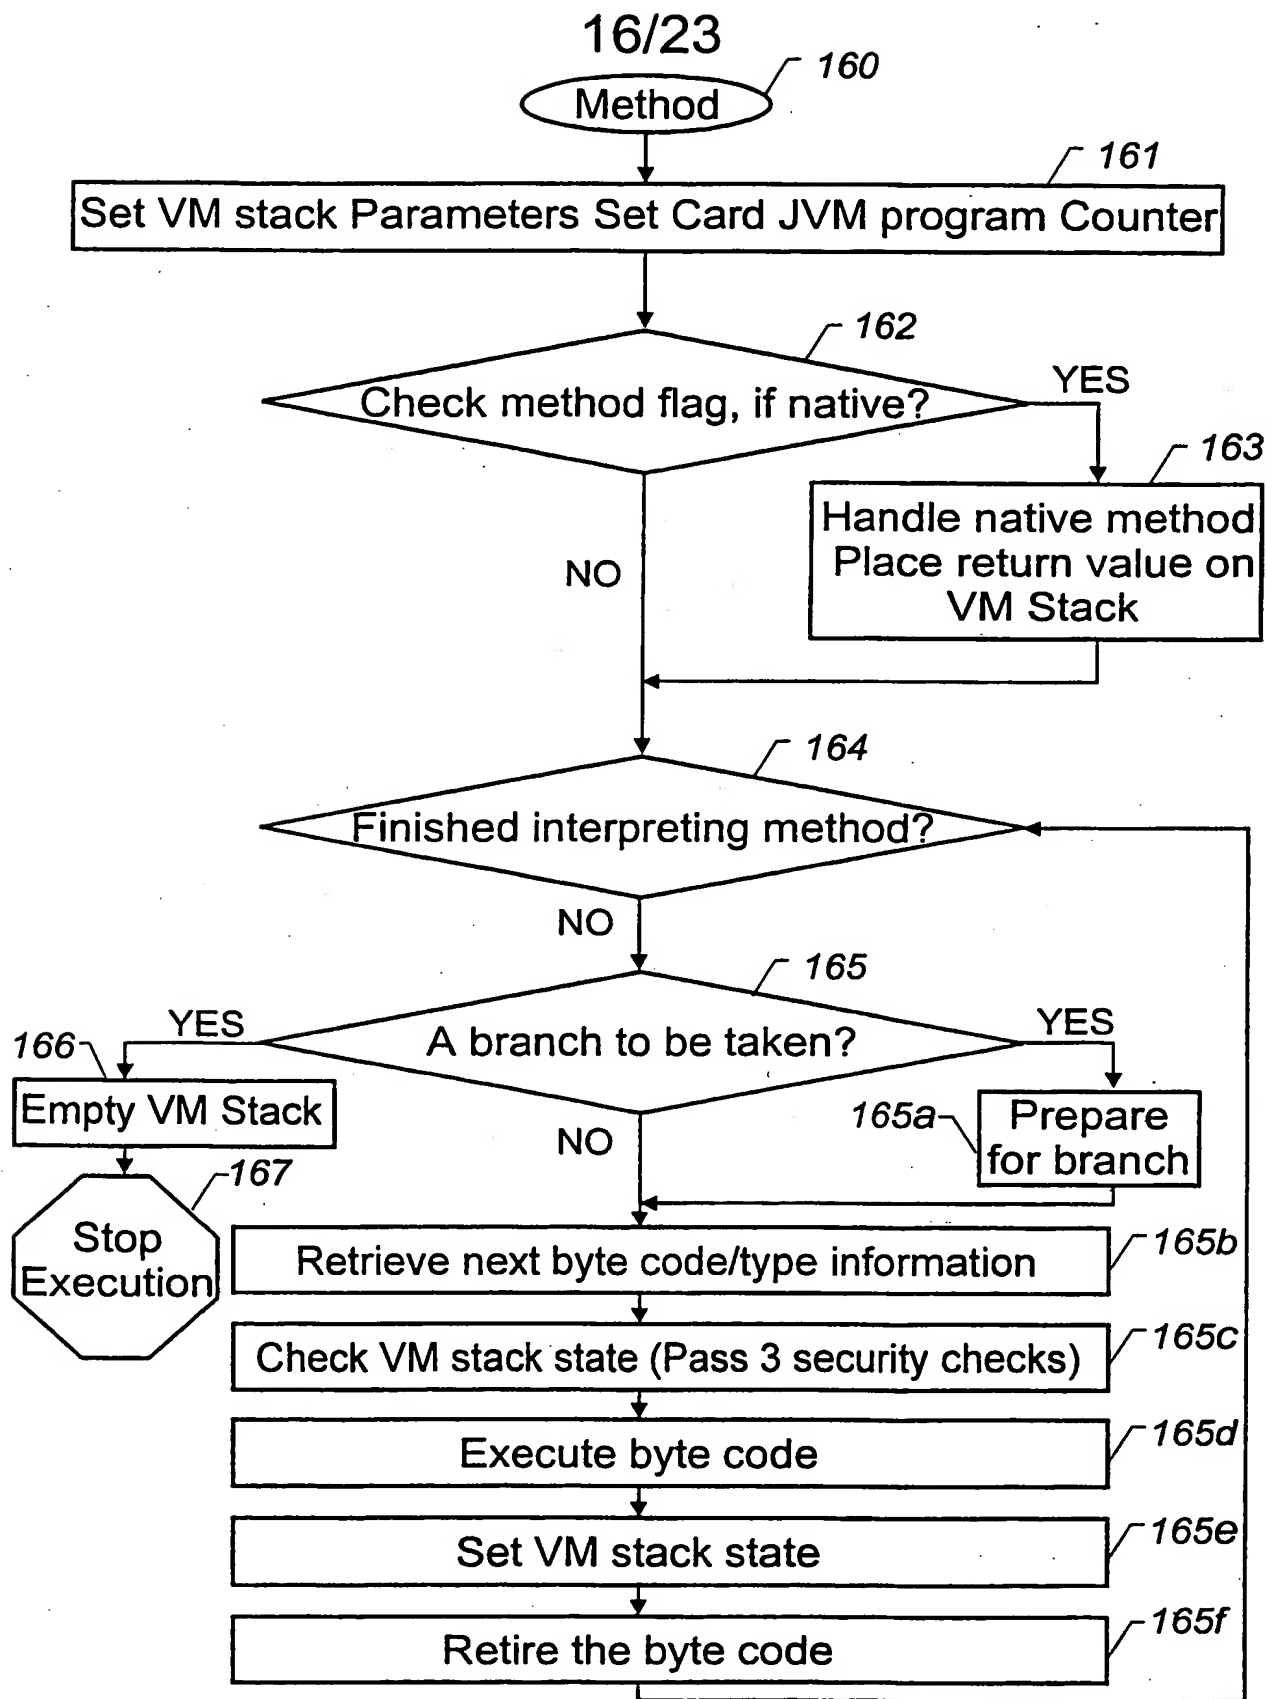 16/23
160
Method
161
Set VM stack Parameters Set Card JVM program Counter
162
YES
Check method flag, if native?
163
Handle native method
Place return value on
VM Stack
NO
164
Finished interpreting method?
NO
165
YES
YES
A branch to be taken?
166
Empty VM Stack
165a
Prepare
for branch
NO
167
Stop
Execution
Retrieve next byte code/type information
165b
Check VM stack state (Pass 3 security checks)
165c
Execute byte code
165d
Set VM stack state
165e
Retire the byte code
165f